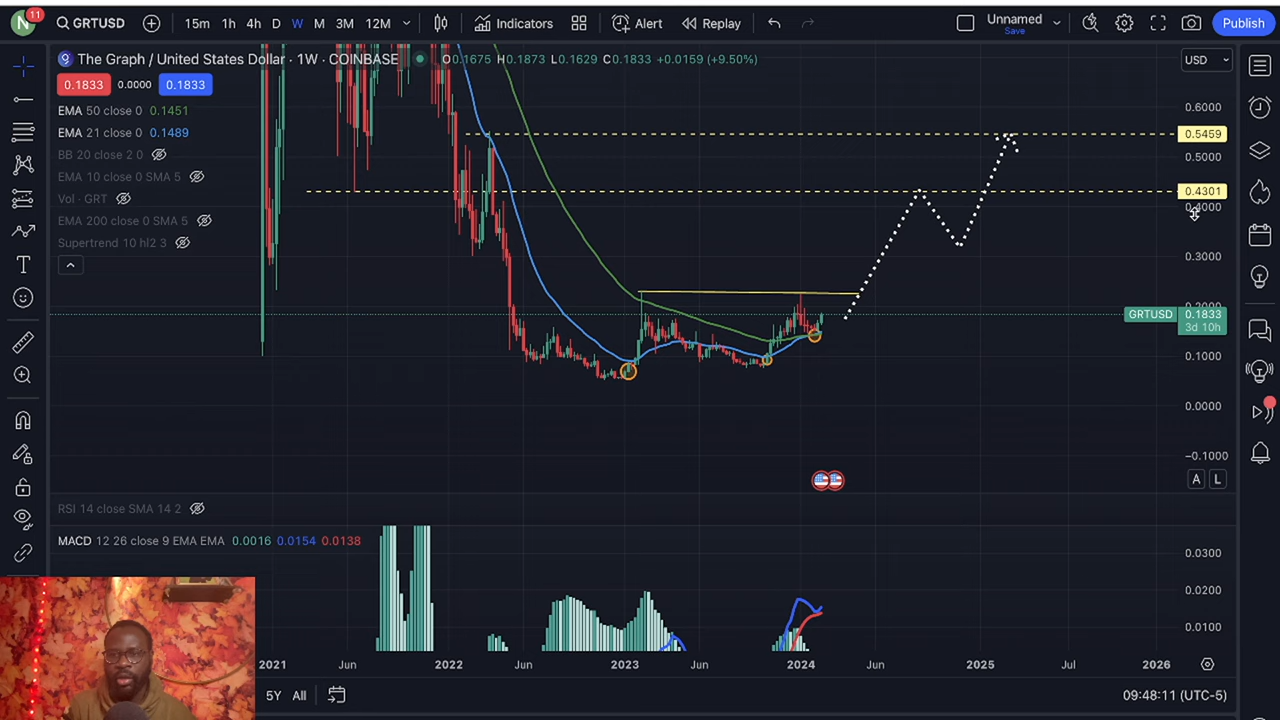 N 11 GRTUSD 15m 1h 4h D W M 3M 12M Indicators Alert Replay Unnamed Save Publish
The Graph / United States Dollar · 1W · COINBASE O0.1675 H0.1873 L0.1629 C0.1833 +0.0159 (+9.50%) USD
0.1833 0.0000 0.1833
EMA 50 close 0 0.1451
EMA 21 close 0 0.1489
BB 20 close 2 0
EMA 10 close 0 SMA 5
Vol · GRT
EMA 200 close 0 SMA 5
Supertrend 10 hl2 3
0.6000
0.5459
0.5000
0.4301
0.4000
0.3000
0.2000
GRTUSD 0.1833
3d 10h
0.1000
0.0000
−0.1000
A L
RSI 14 close SMA 14 2
MACD 12 26 close 9 EMA EMA 0.0016 0.0154 0.0138
0.0300
0.0200
0.0100
2021 Jun 2022 Jun 2023 Jun 2024 Jun 2025 Jul 2026
5Y All 09:48:11 (UTC-5)